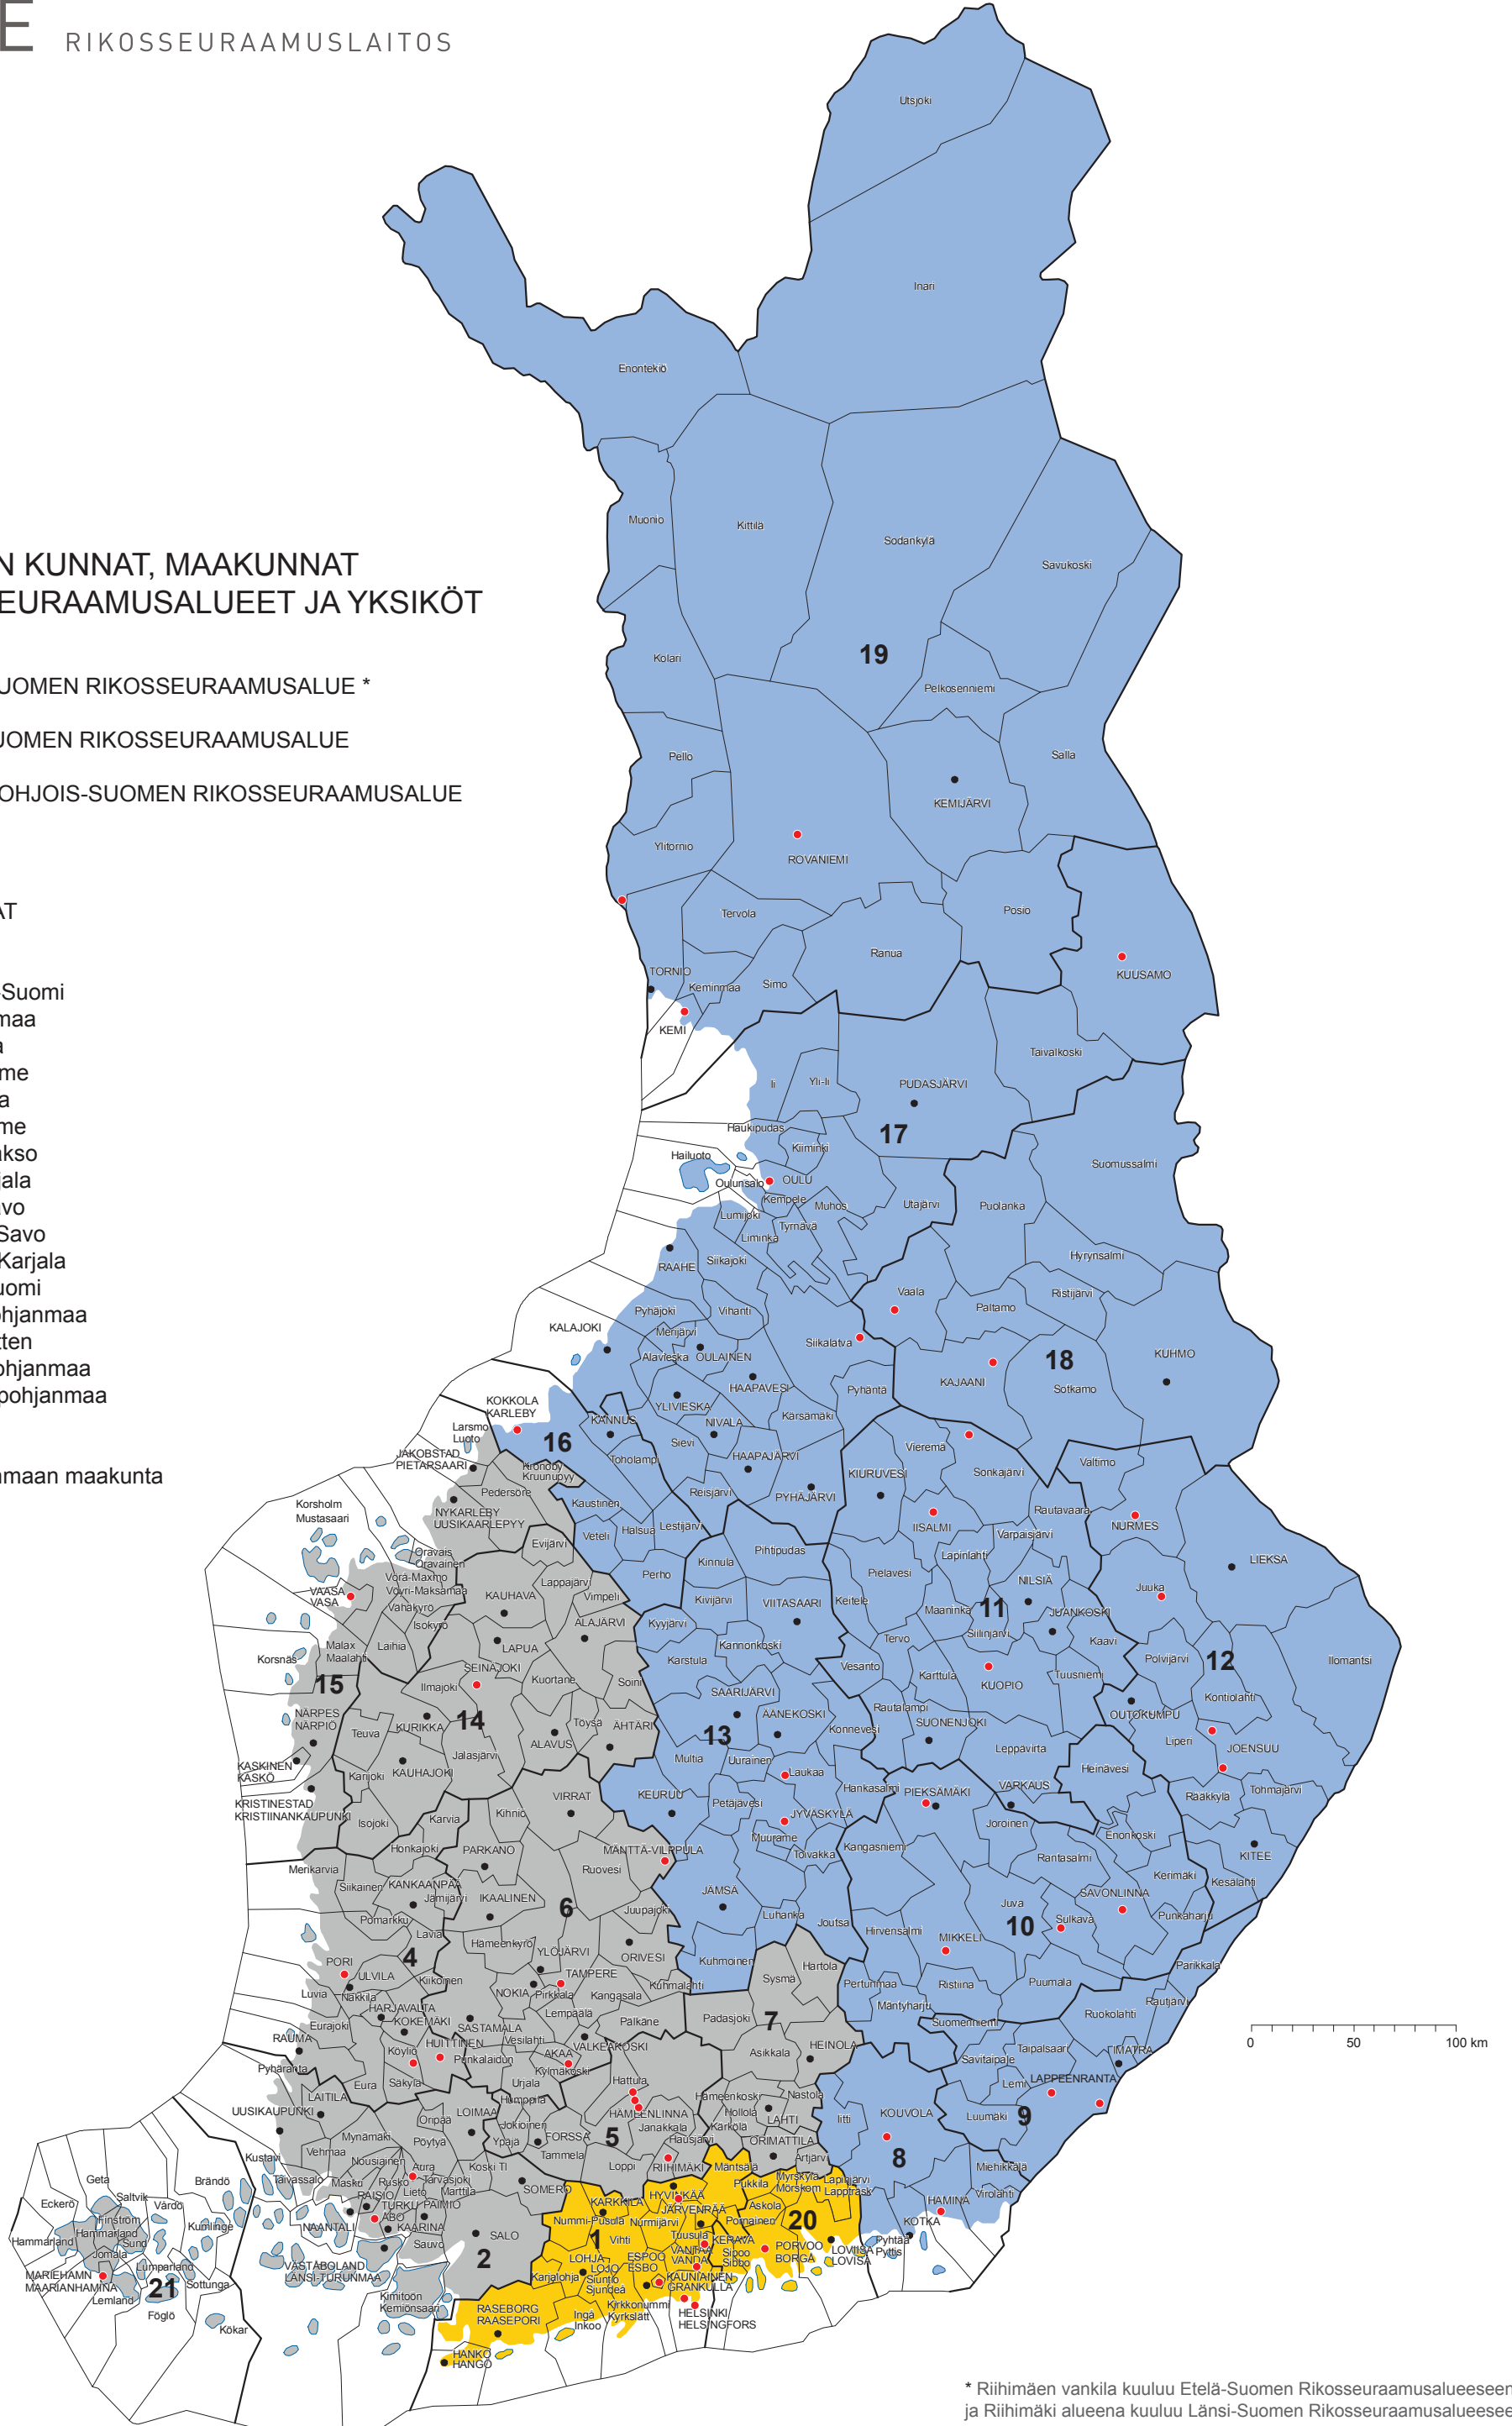 E RIKOSSEURAAMUSLAITOS
N KUNNAT, MAAKUNNAT
EURAAMUSALUEET JA YKSIKÖT
UOMEN RIKOSSEURAAMUSALUE *
UOMEN RIKOSSEURAAMUSALUE
OHJOIS-SUOMEN RIKOSSEURAAMUSALUE
AT
-Suomi
maa
a
me
a
me
akso
jala
avo
Savo
Karjala
uomi
ohjanmaa
tten
ohjanmaa
pohjanmaa
nmaan maakunta
Utsjoki
Inari
Enontekiö
Muonio
Kittilä
Sodankylä
Savukoski
Kolari
19
Pelkosenniemi
Pello
Salla
KEMIJÄRVI
Ylitornio
ROVANIEMI
Tervola
Posio
Ranua
TORNIO
Keminmaa
Simo
KUUSAMO
KEMI
Taivalkoski
Ii
Yli-Ii
PUDASJÄRVI
17
Haukipudas
Kiiminki
Hailuoto
Oulunsalo
OULU
Kempele
Muhos
Utajärvi
Puolanka
Suomussalmi
Lumijoki
Tyrnävä
Liminka
Hyrynsalmi
RAAHE
Siikajoki
Vaala
Paltamo
Ristijärvi
Pyhäjoki
Vihanti
KALAJOKI
Merijärvi
Siikalatva
Alavieska
OULAINEN
18
KUHMO
HAAPAVESI
Pyhäntä
KAJAANI
Sotkamo
KOKKOLA
KARLEBY
YLIVIESKA
Kärsämäki
KANNUS
NIVALA
Larsmo
Luoto
16
Sievi
Vieremä
JAKOBSTAD
PIETARSAARI
Toholampi
HAAPAJÄRVI
Valtimo
Kronoby
Kruunupyy
KIURUVESI
Sonkajärvi
Pedersöre
Reisjärvi
PYHÄJÄRVI
Korsholm
Mustasaari
NYKARLEBY
UUSIKAARLEPYY
Kaustinen
Rautavaara
NURMES
Veteli
Halsua
Lestijärvi
IISALMI
Varpaisjärvi
Evijärvi
Oravais
Oravainen
Pihtipudas
Lapinlahti
LIEKSA
Kinnula
Vörå-Maxmo
Vöyri-Maksamaa
Lappajärvi
Perho
Pielavesi
NILSIÄ
Juuka
VAASA
VASA
KAUHAVA
Vimpeli
Kivijärvi
VIITASAARI
Keitele
Maaninka
11
JUANKOSKI
Vähäkyrö
Isokyrö
ALAJÄRVI
Kyyjärvi
Siilinjärvi
Kaavi
Malax
Maalahti
Laihia
LAPUA
Kannonkoski
Tervo
Polvijärvi
12
Ilomantsi
Korsnäs
SEINÄJOKI
Karstula
Vesanto
Karttula
Tuusniemi
15
Ilmajoki
Kuortane
Soini
KUOPIO
Kontiolahti
SAARIJÄRVI
Rautalampi
OUTOKUMPU
NÄRPES
NÄRPIÖ
14
Töysä
ÄÄNEKOSKI
SUONENJOKI
Teuva
KURIKKA
ÄHTÄRI
13
Konnevesi
Liperi
JOENSUU
ALAVUS
Leppävirta
Jalasjärvi
Multia
Uurainen
KASKINEN
KASKÖ
Karijoki
KAUHAJOKI
Laukaa
Heinävesi
Hankasalmi
PIEKSÄMÄKI
VARKAUS
Rääkkylä
Tohmajärvi
KRISTINESTAD
KRISTIINANKAUPUNKI
VIRRAT
KEURUU
Petäjävesi
Isojoki
Karvia
Kihniö
JYVÄSKYLÄ
Joroinen
Muurame
Enonkoski
Honkajoki
PARKANO
MÄNTTÄ-VILPPULA
Toivakka
Kangasniemi
Rantasalmi
KITEE
Merikarvia
Ruovesi
Kerimäki
Kesälahti
Siikainen
KANKAANPÄÄ
JÄMSÄ
SAVONLINNA
Jämijärvi
IKAALINEN
6
Juva
Juupajoki
Luhanka
10
Sulkava
Punkaharju
Pomarkku
Joutsa
Hirvensalmi
Lavia
Hämeenkyrö
MIKKELI
4
YLÖJÄRVI
ORIVESI
Kuhmoinen
Hartola
Parikkala
PORI
ULVILA
Kiikoinen
TAMPERE
Kuhmalahti
Sysmä
Pertunmaa
Ristiina
Puumala
Luvia
Nakkila
NOKIA
Pirkkala
Kangasala
Mäntyharju
Rautjärvi
HARJAVALTA
Lempäälä
Padasjoki
7
Ruokolahti
Eurajoki
KOKEMÄKI
SASTAMALA
Pälkäne
Suomenniemi
RAUMA
HUITTINEN
Vesilahti
VALKEAKOSKI
HEINOLA
Taipalsaari
IMATRA
Köyliö
Punkalaidun
AKAA
Asikkala
Savitaipale
Pyhäranta
Kylmäkoski
Eura
Säkylä
Urjala
Hattula
Lemi
LAPPEENRANTA
LAITILA
Humppila
Hämeenkoski
Nastola
UUSIKAUPUNKI
Oripää
LOIMAA
HÄMEENLINNA
Hollola
LAHTI
Iitti
KOUVOLA
Luumäki
9
Jokioinen
Janakkala
Kärkölä
Mynämäki
Pöytyä
Ypäjä
FORSSA
5
Hausjärvi
ORIMATTILA
8
Vehmaa
Tammela
Artjärvi
Kustavi
Nousiainen
Aura
Koski Tl
Loppi
RIIHIMÄKI
Mäntsälä
Miehikkälä
Taivassalo
Masku
Rusko
Tarvasjoki
Myrskylä
Mörskom
Lapinjärvi
Lappträsk
Geta
Brändö
Lieto
Marttila
SOMERO
Pukkila
Virolahti
Saltvik
RAISIO
KARKKILA
HYVINKÄÄ
Eckerö
Vårdö
TURKU
ÅBO
PAIMIO
JÄRVENPÄÄ
Askola
HAMINA
Finström
Kumlinge
NAANTALI
KAARINA
Nummi-Pusula
Nurmijärvi
Pornainen
20
KOTKA
Hammarland
Hammarland
Sund
SALO
1
Vihti
Tuusula
KERAVA
Pyhtää
Pyttis
Jomala
Sauvo
2
VANTAA
VANDA
Sipoo
Sibbo
PORVOO
BORGÅ
LOVIISA
LOVISA
Lumparland
VÄSTÅBOLAND
LÄNSI-TURUNMAA
LOHJA
LOJO
ESPOO
ESBO
MARIEHAMN
MAARIANHAMINA
21
Sottunga
Karjalohja
Siuntio
Sjundeå
KAUNIAINEN
GRANKULLA
Lemland
Kimitoön
Kemiönsaari
Föglö
RASEBORG
RAASEPORI
Ingå
Inkoo
Kirkkonummi
Kyrkslätt
HELSINKI
HELSINGFORS
Kökar
HANKO
HANGÖ
0 50 100 km
* Riihimäen vankila kuuluu Etelä-Suomen Rikosseuraamusalueeseen
ja Riihimäki alueena kuuluu Länsi-Suomen Rikosseuraamusalueesee